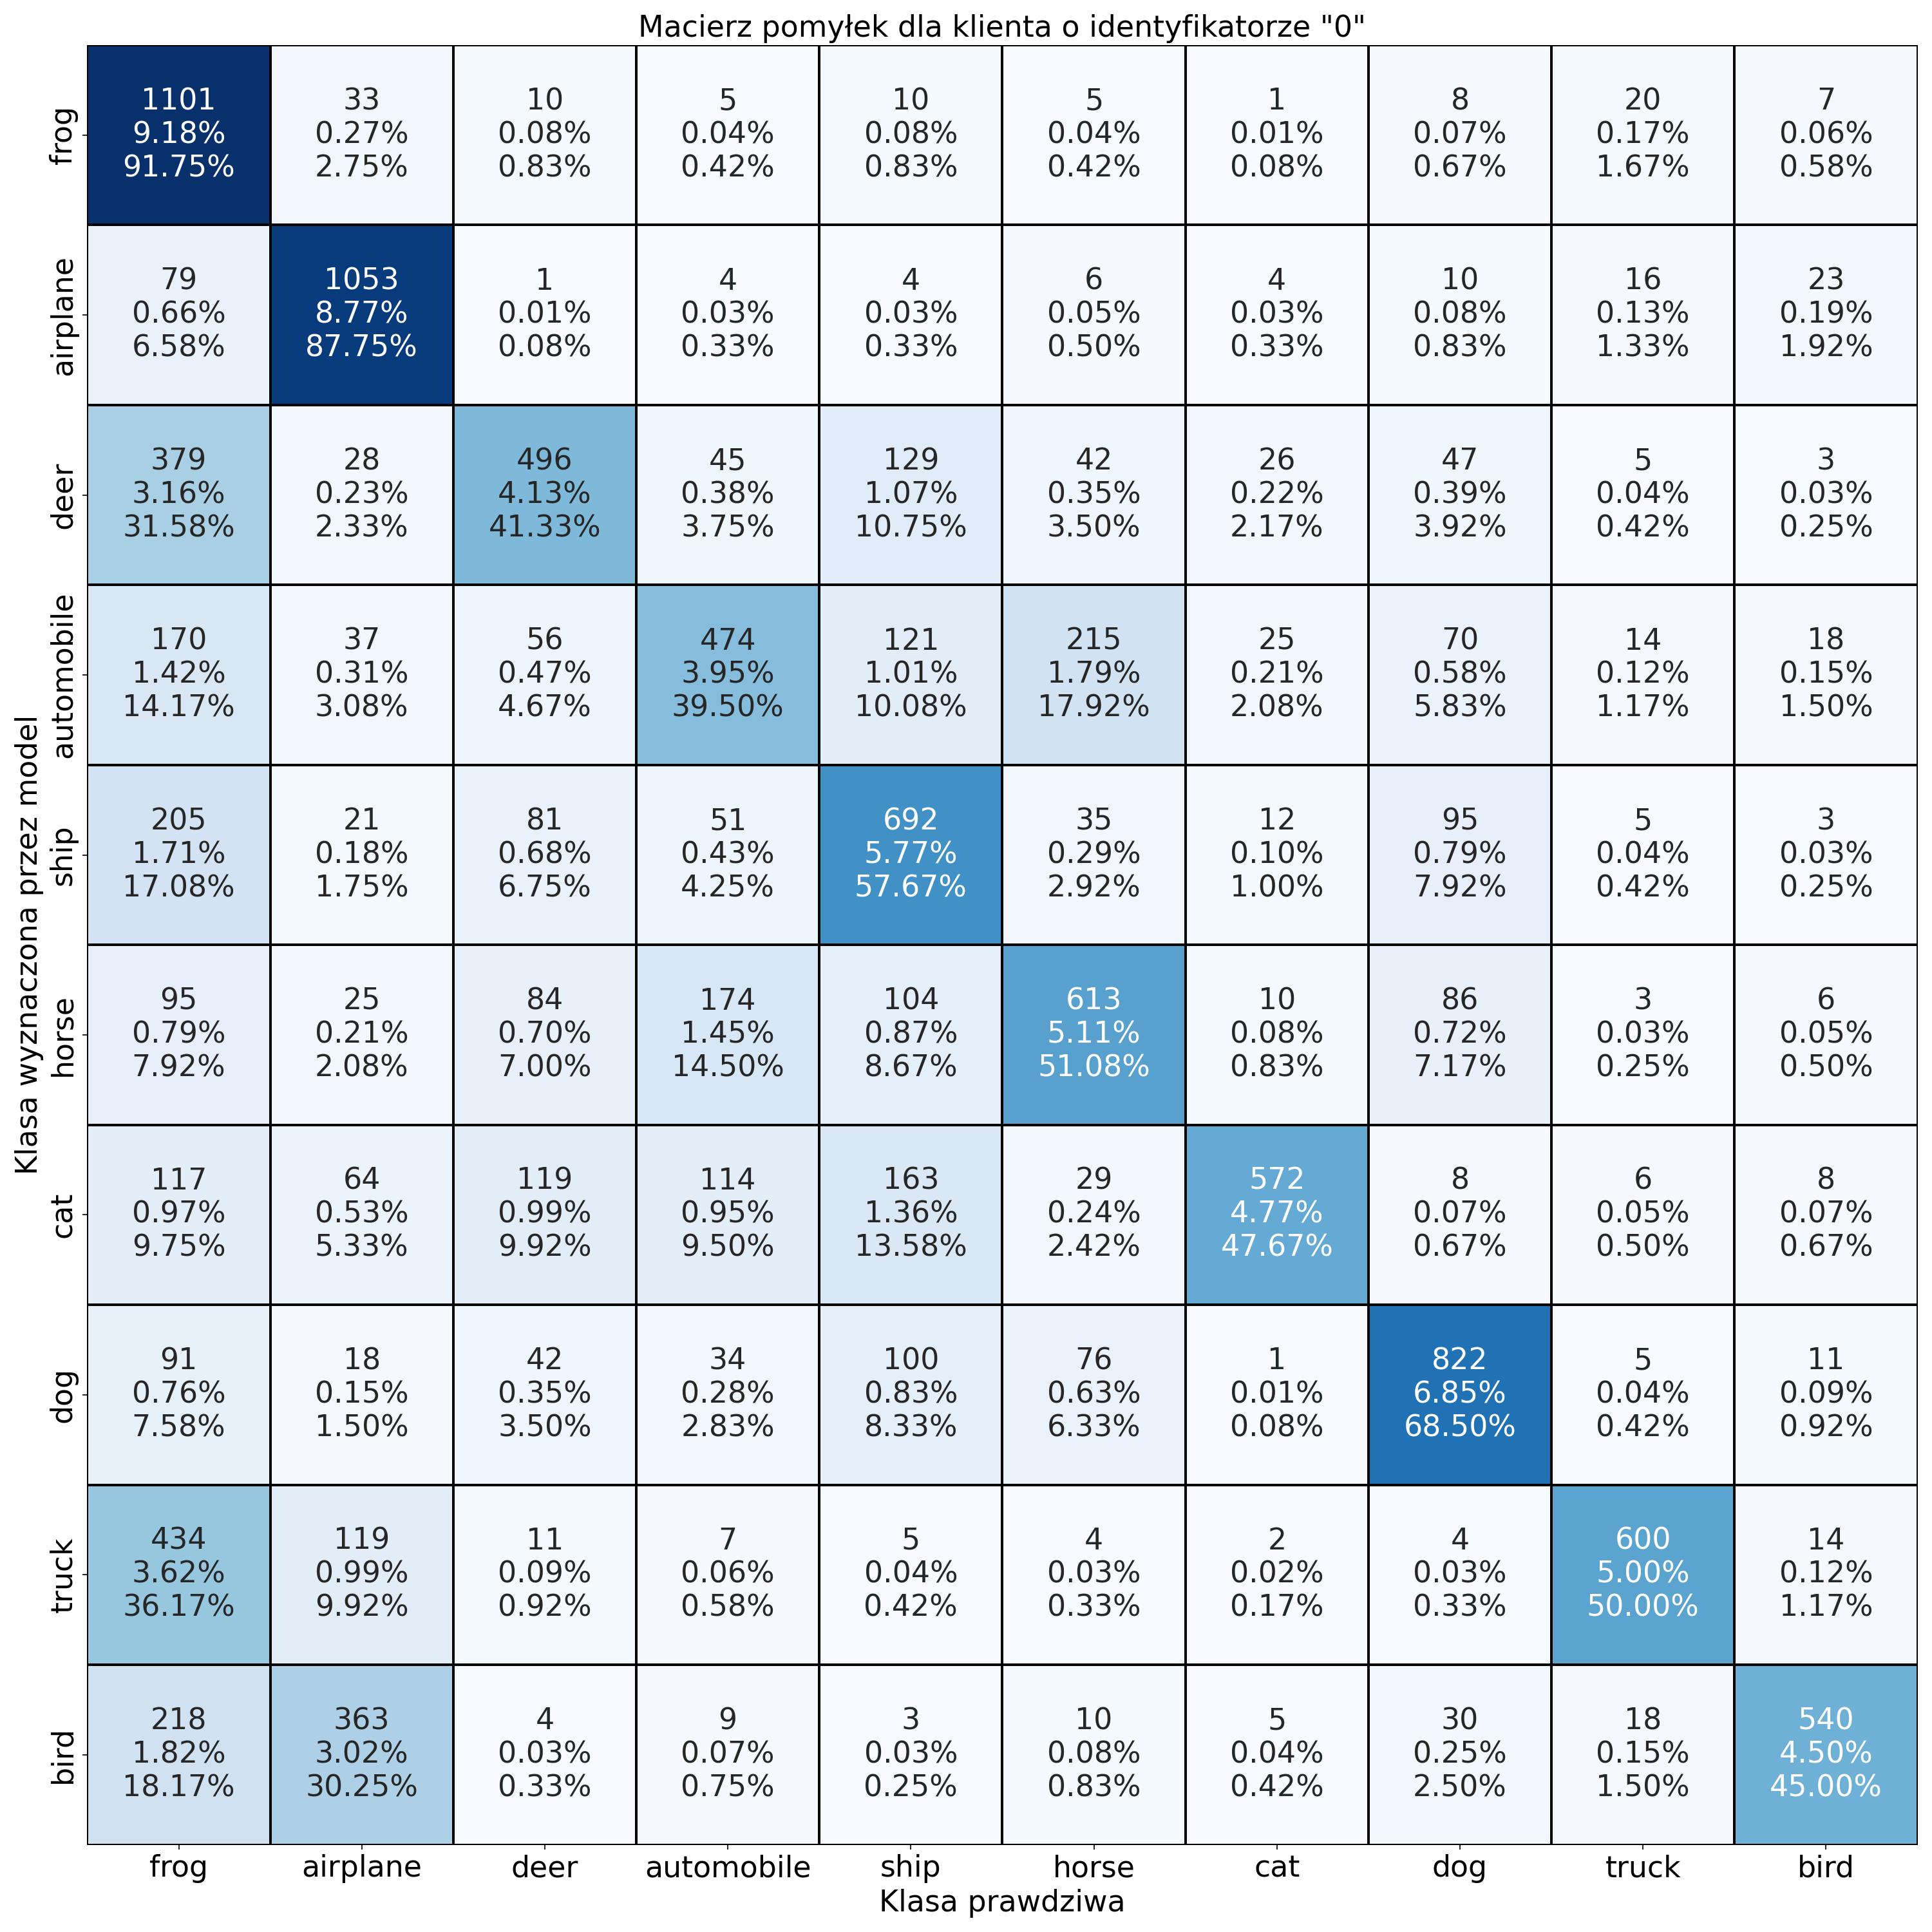 Macierz pomyłek dla klienta o identyfikatorze "0"
Klasa wyznaczona przez model
frog
1101 33 10 5 10 5 1 8 20 7
9.18% 0.27% 0.08% 0.04% 0.08% 0.04% 0.01% 0.07% 0.17% 0.06%
91.75% 2.75% 0.83% 0.42% 0.83% 0.42% 0.08% 0.67% 1.67% 0.58%
airplane
79 1053 1 4 4 6 4 10 16 23
0.66% 8.77% 0.01% 0.03% 0.03% 0.05% 0.03% 0.08% 0.13% 0.19%
6.58% 87.75% 0.08% 0.33% 0.33% 0.50% 0.33% 0.83% 1.33% 1.92%
deer
379 28 496 45 129 42 26 47 5 3
3.16% 0.23% 4.13% 0.38% 1.07% 0.35% 0.22% 0.39% 0.04% 0.03%
31.58% 2.33% 41.33% 3.75% 10.75% 3.50% 2.17% 3.92% 0.42% 0.25%
automobile
170 37 56 474 121 215 25 70 14 18
1.42% 0.31% 0.47% 3.95% 1.01% 1.79% 0.21% 0.58% 0.12% 0.15%
14.17% 3.08% 4.67% 39.50% 10.08% 17.92% 2.08% 5.83% 1.17% 1.50%
ship
205 21 81 51 692 35 12 95 5 3
1.71% 0.18% 0.68% 0.43% 5.77% 0.29% 0.10% 0.79% 0.04% 0.03%
17.08% 1.75% 6.75% 4.25% 57.67% 2.92% 1.00% 7.92% 0.42% 0.25%
horse
95 25 84 174 104 613 10 86 3 6
0.79% 0.21% 0.70% 1.45% 0.87% 5.11% 0.08% 0.72% 0.03% 0.05%
7.92% 2.08% 7.00% 14.50% 8.67% 51.08% 0.83% 7.17% 0.25% 0.50%
cat
117 64 119 114 163 29 572 8 6 8
0.97% 0.53% 0.99% 0.95% 1.36% 0.24% 4.77% 0.07% 0.05% 0.07%
9.75% 5.33% 9.92% 9.50% 13.58% 2.42% 47.67% 0.67% 0.50% 0.67%
dog
91 18 42 34 100 76 1 822 5 11
0.76% 0.15% 0.35% 0.28% 0.83% 0.63% 0.01% 6.85% 0.04% 0.09%
7.58% 1.50% 3.50% 2.83% 8.33% 6.33% 0.08% 68.50% 0.42% 0.92%
truck
434 119 11 7 5 4 2 4 600 14
3.62% 0.99% 0.09% 0.06% 0.04% 0.03% 0.02% 0.03% 5.00% 0.12%
36.17% 9.92% 0.92% 0.58% 0.42% 0.33% 0.17% 0.33% 50.00% 1.17%
bird
218 363 4 9 3 10 5 30 18 540
1.82% 3.02% 0.03% 0.07% 0.03% 0.08% 0.04% 0.25% 0.15% 4.50%
18.17% 30.25% 0.33% 0.75% 0.25% 0.83% 0.42% 2.50% 1.50% 45.00%
frog airplane deer automobile ship horse cat dog truck bird
Klasa prawdziwa